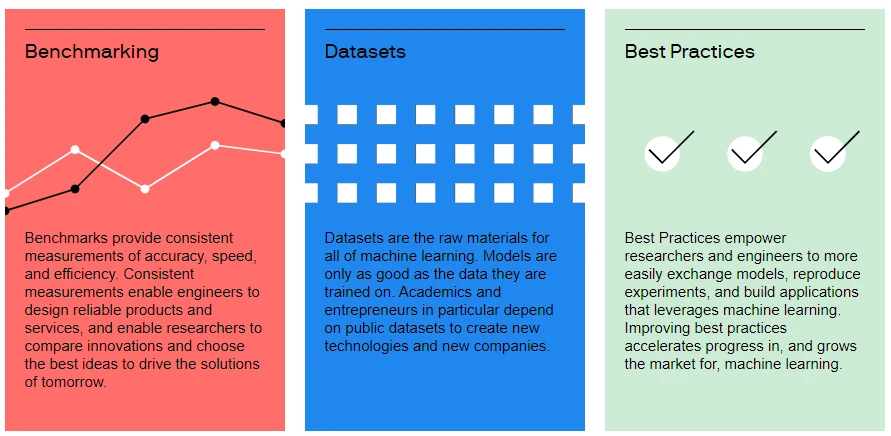 Benchmarking
Benchmarks provide consistent
measurements of accuracy, speed,
and efficiency. Consistent
measurements enable engineers to
design reliable products and
services, and enable researchers to
compare innovations and choose
the best ideas to drive the solutions
of tomorrow.
Datasets
Datasets are the raw materials for
all of machine learning. Models are
only as good as the data they are
trained on. Academics and
entrepreneurs in particular depend
on public datasets to create new
technologies and new companies.
Best Practices
Best Practices empower
researchers and engineers to more
easily exchange models, reproduce
experiments, and build applications
that leverages machine learning.
Improving best practices
accelerates progress in, and grows
the market for, machine learning.